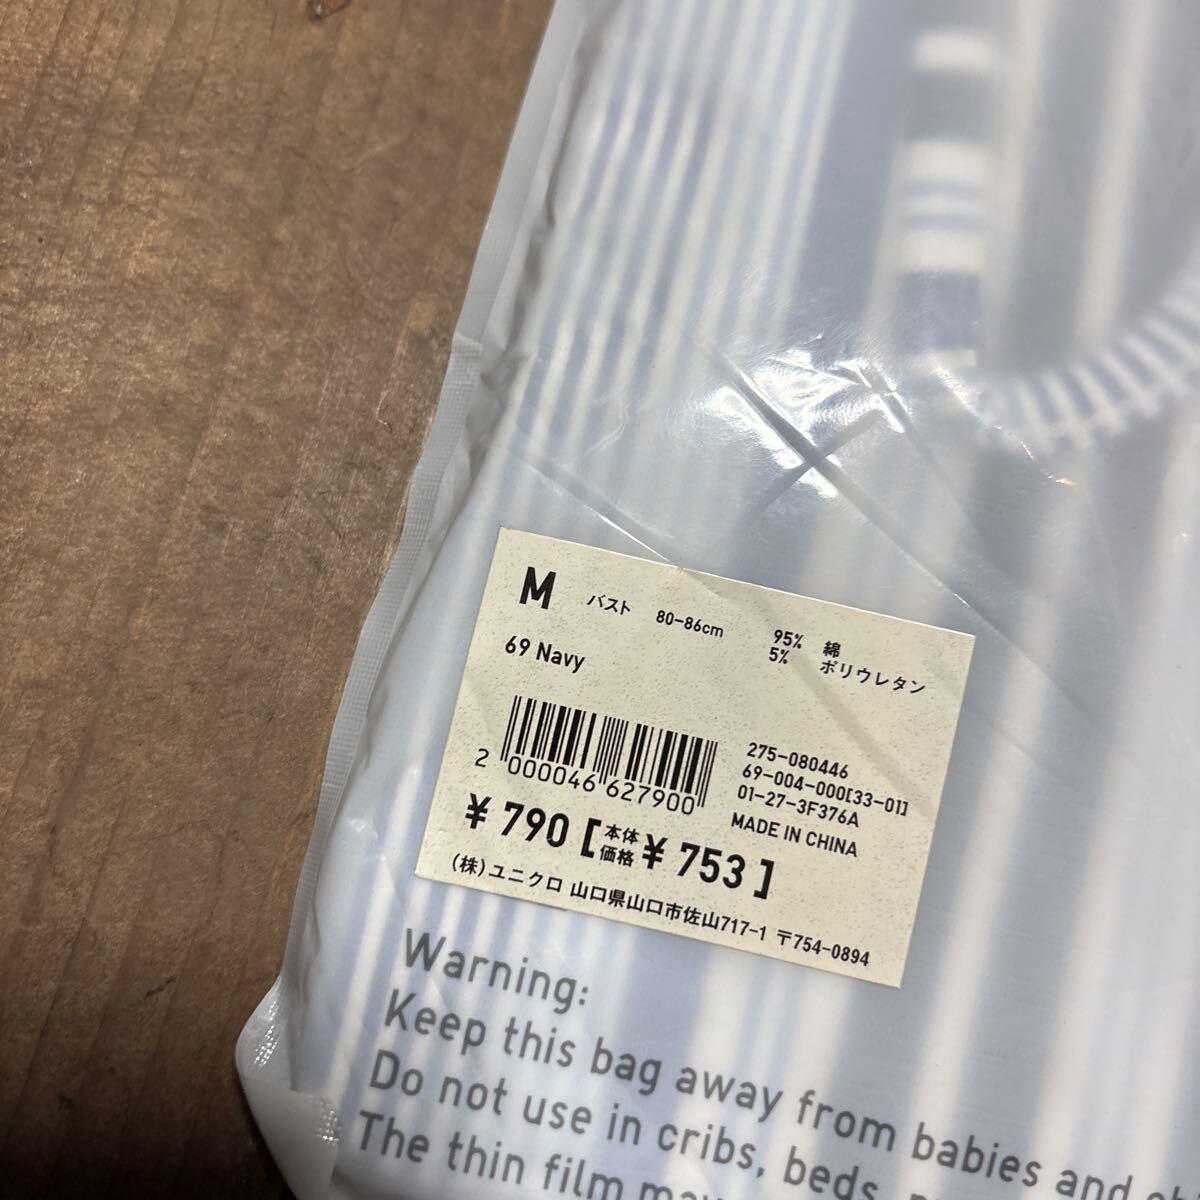 M バスト 80-86cm 95% 綿
5% ポリウレタン
69 Navy
2 000046 627900
275-080446
69-004-000[33-01]
01-27-3F376A
MADE IN CHINA
¥790[本体価格¥753]
(株)ユニクロ 山口県山口市佐山717-1 〒754-0894
Warning:
Keep this bag away from babies and
Do not use in cribs, beds,
The thin film may